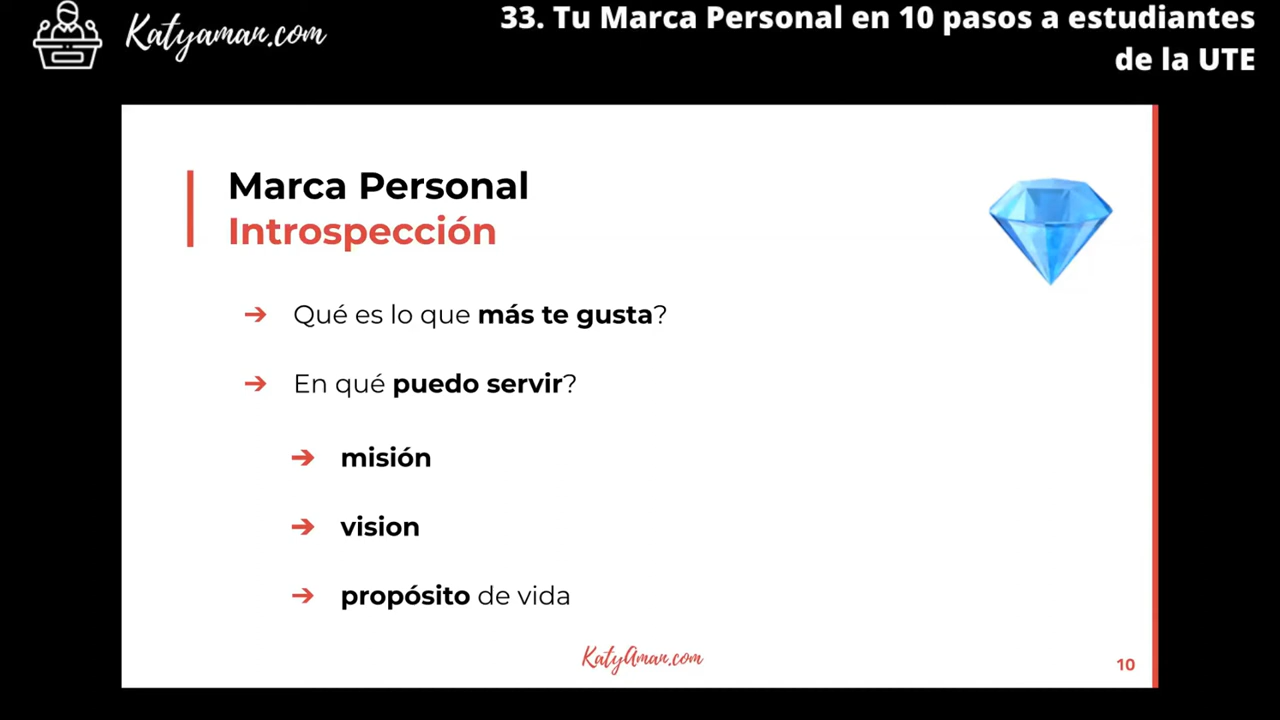 Katyaman.com
33. Tu Marca Personal en 10 pasos a estudiantes
de la UTE
Marca Personal
Introspección
➔ Qué es lo que más te gusta?
➔ En qué puedo servir?
➔ misión
➔ vision
➔ propósito de vida
KatyAman.com
10